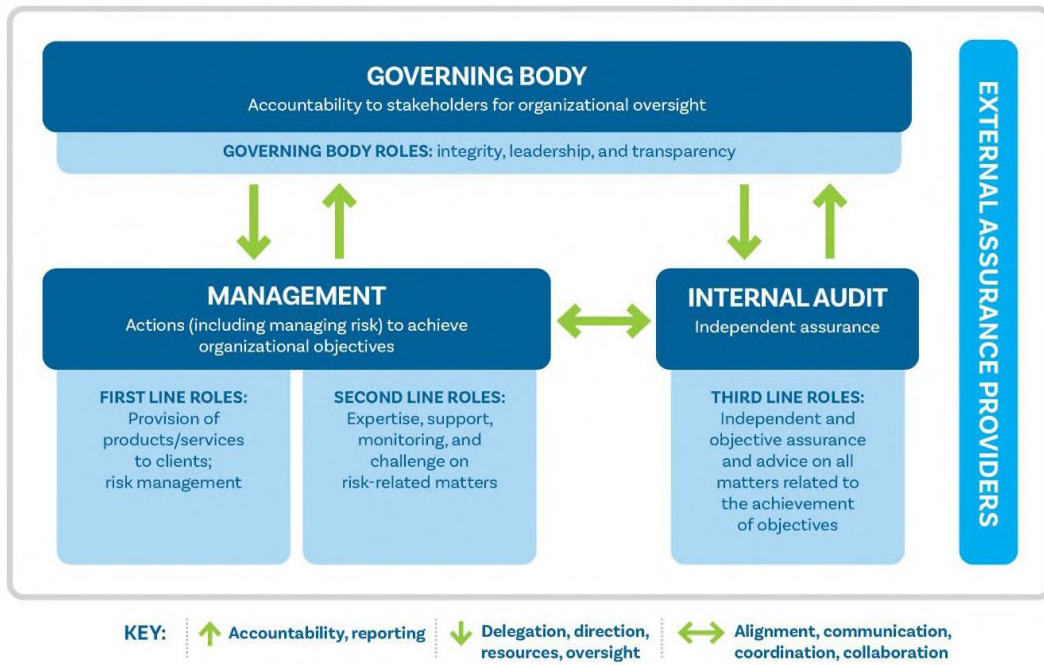 GOVERNING BODY
Accountability to stakeholders for organizational oversight
GOVERNING BODY ROLES: integrity, leadership, and transparency
MANAGEMENT
Actions (including managing risk) to achieve
organizational objectives
INTERNAL AUDIT
Independent assurance
FIRST LINE ROLES:
Provision of
products/services
to clients;
risk management
SECOND LINE ROLES:
Expertise, support,
monitoring, and
challenge on
risk-related matters
THIRD LINE ROLES:
Independent and
objective assurance
and advice on all
matters related to
the achievement
of objectives
EXTERNAL ASSURANCE PROVIDERS
KEY:
Accountability, reporting
Delegation, direction,
resources, oversight
Alignment, communication,
coordination, collaboration